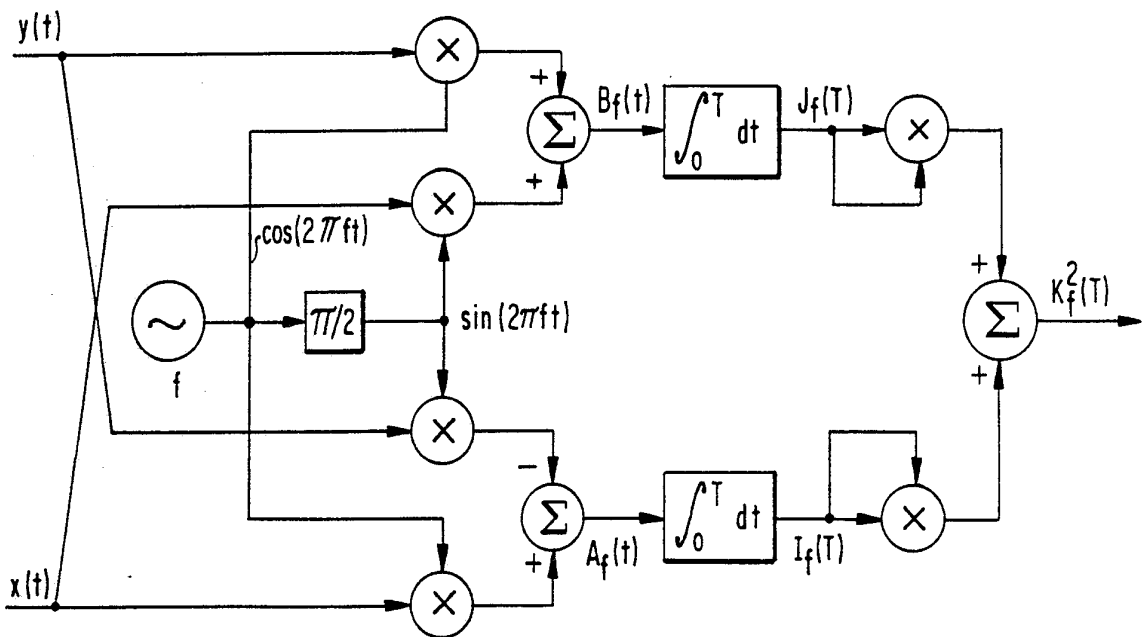 y(t)
×
+
Σ
+
B_f(t)
∫_0^T dt
J_f(T)
×
×
cos(2πft)
~
f
π/2
sin(2πft)
+
Σ
+
K_f^2(T)
×
−
Σ
+
A_f(t)
∫_0^T dt
I_f(T)
×
x(t)
×